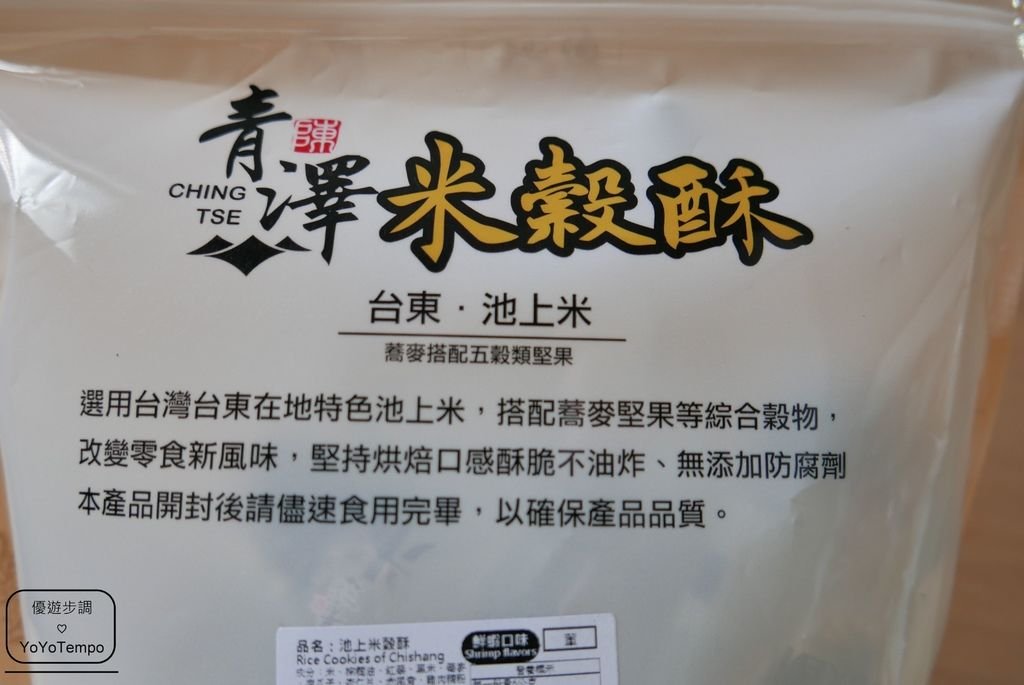 青澤
陳
CHING
TSE
米穀酥
台東．池上米
蕎麥搭配五穀類堅果
選用台灣台東在地特色池上米，搭配蕎麥堅果等綜合穀物，
改變零食新風味，堅持烘焙口感酥脆不油炸、無添加防腐劑
本產品開封後請儘速食用完畢，以確保產品品質。
品名：池上米穀酥
Rice Cookies of Chishang
鮮蝦口味
Shrimp flavors
葷
優遊步調
♡
YoYoTempo